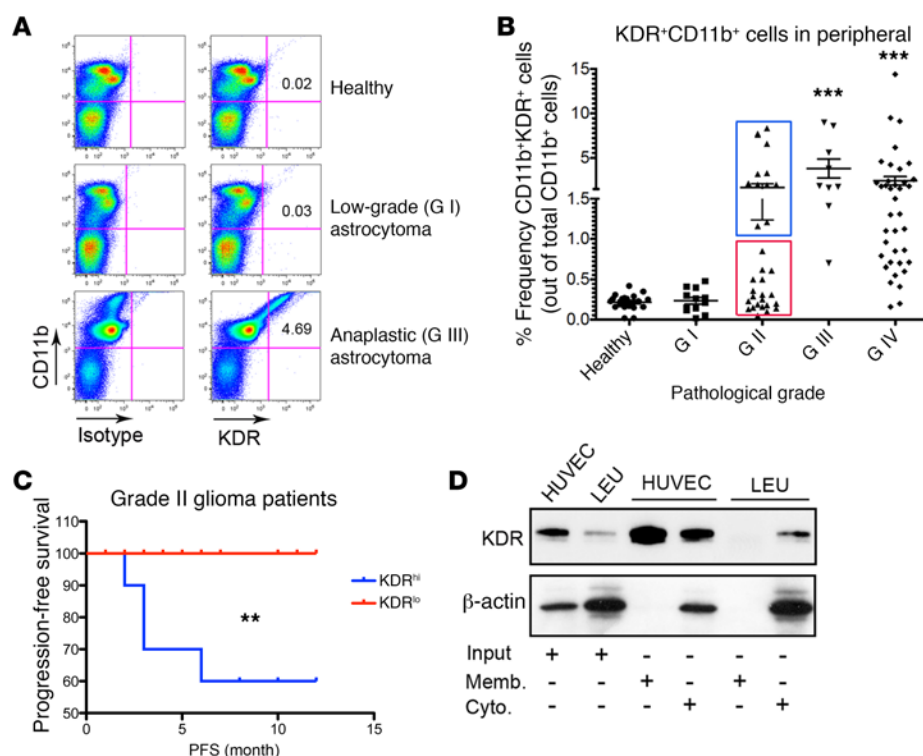 A
Healthy
0.02
Low-grade (G I)
astrocytoma
0.03
Anaplastic (G III)
astrocytoma
4.69
CD11b
Isotype
KDR
B
KDR⁺CD11b⁺ cells in peripheral
% Frequency CD11b⁺KDR⁺ cells
(out of total CD11b⁺ cells)
15
10
5
1.5
1.0
0.5
0.0
***
***
Healthy
G I
G II
G III
G IV
Pathological grade
C
Grade II glioma patients
Progression-free survival
110
100
90
80
70
60
50
**
KDRʰⁱ
KDRˡᵒ
0
5
10
15
PFS (month)
D
HUVEC
LEU
HUVEC
LEU
KDR
β-actin
Input + + - - - -
Memb. - - + - + -
Cyto. - - - + - +